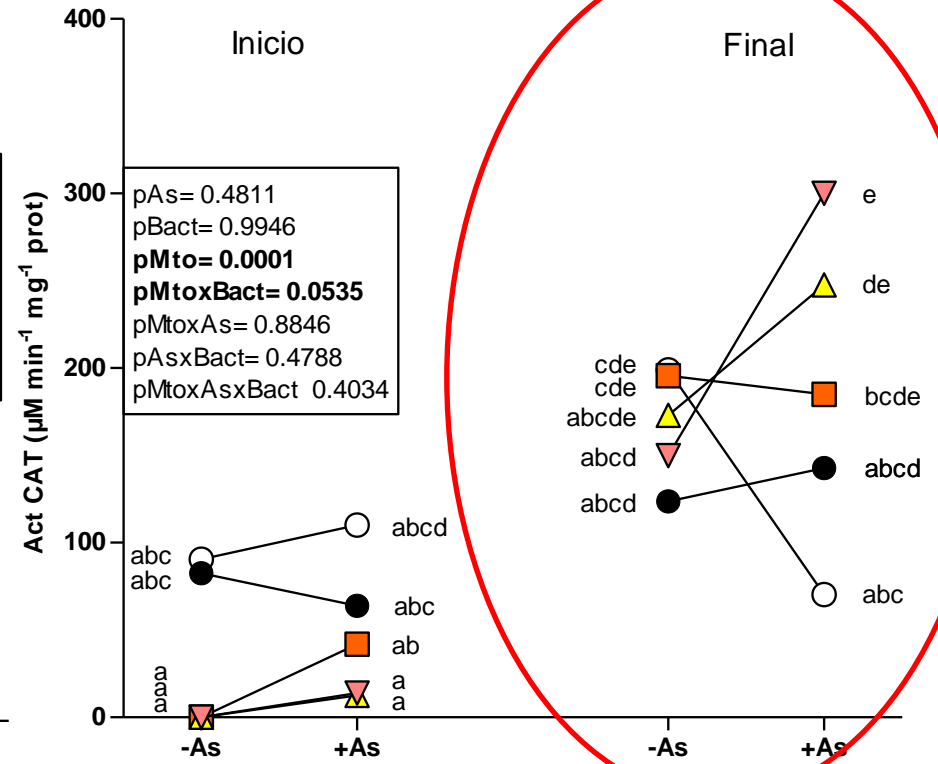 400
Inicio
Final
300
200
100
0
Act CAT (µM min⁻¹ mg⁻¹ prot)
pAs= 0.4811
pBact= 0.9946
pMto= 0.0001
pMtoxBact= 0.0535
pMtoxAs= 0.8846
pAsxBact= 0.4788
pMtoxAsxBact 0.4034
abc
abc
a
a
a
abcd
abc
ab
a
a
cde
cde
abcde
abcd
abcd
e
de
bcde
abcd
abc
-As
+As
-As
+As